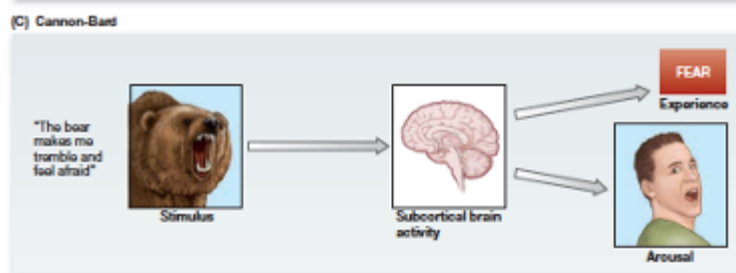 (C) Cannon-Bard
"The bear
makes me
tremble and
feel afraid"
Stimulus
Subcortical brain
activity
FEAR
Experience
Arousal